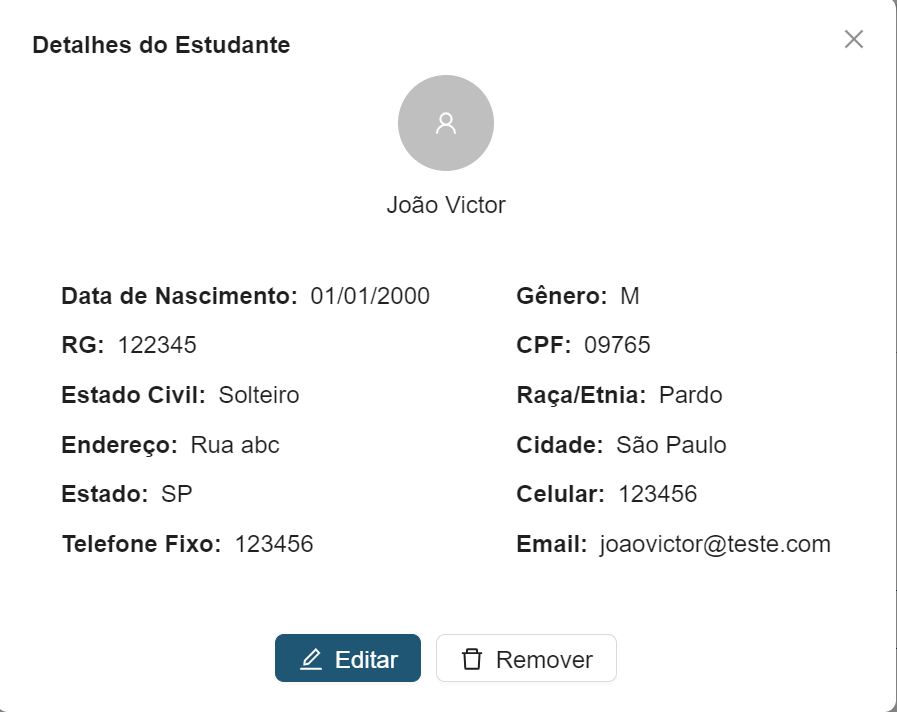 Detalhes do Estudante
João Victor
Data de Nascimento: 01/01/2000 Gênero: M
RG: 122345 CPF: 09765
Estado Civil: Solteiro Raça/Etnia: Pardo
Endereço: Rua abc Cidade: São Paulo
Estado: SP Celular: 123456
Telefone Fixo: 123456 Email: joaovictor@teste.com
Editar Remover